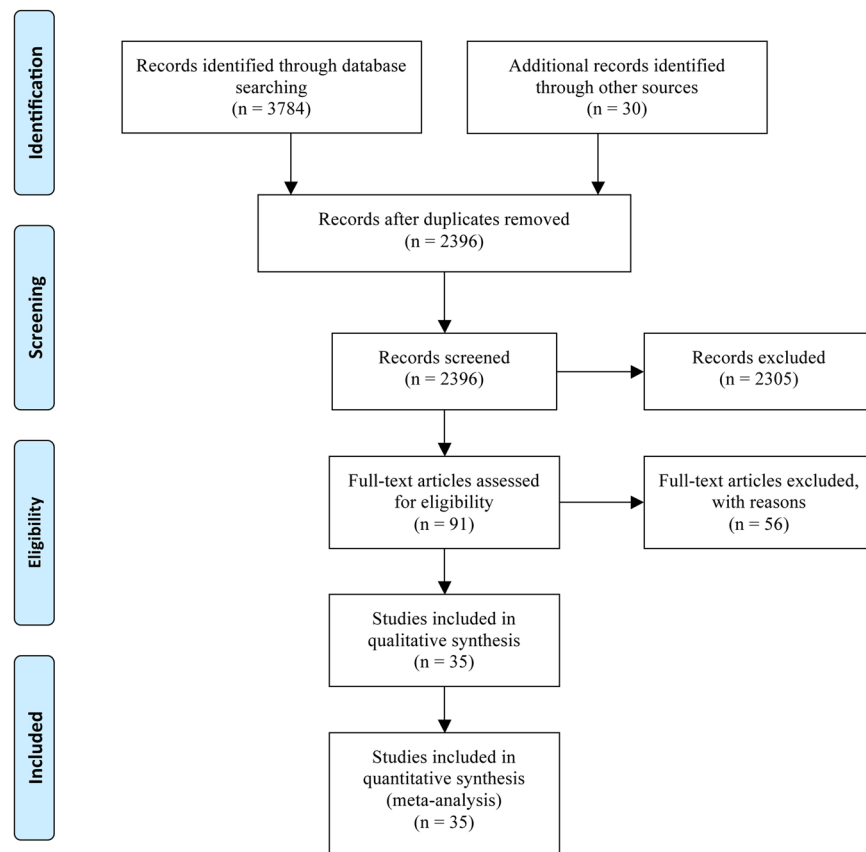 Identification
Records identified through database
searching
(n = 3784)
Additional records identified
through other sources
(n = 30)
Records after duplicates removed
(n = 2396)
Screening
Records screened
(n = 2396)
Records excluded
(n = 2305)
Eligibility
Full-text articles assessed
for eligibility
(n = 91)
Full-text articles excluded,
with reasons
(n = 56)
Studies included in
qualitative synthesis
(n = 35)
Included
Studies included in
quantitative synthesis
(meta-analysis)
(n = 35)